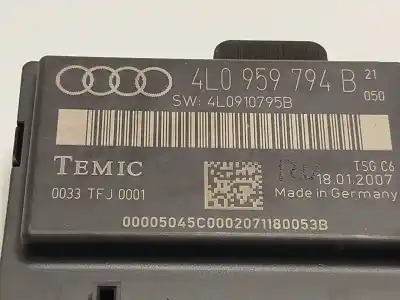 4L0 959 794 B 21
050
SW: 4L0910795B
TEMIC
TSG C6
0033 TFJ 0001
18.01.2007
Made in Germany
00005045C0002071180053B